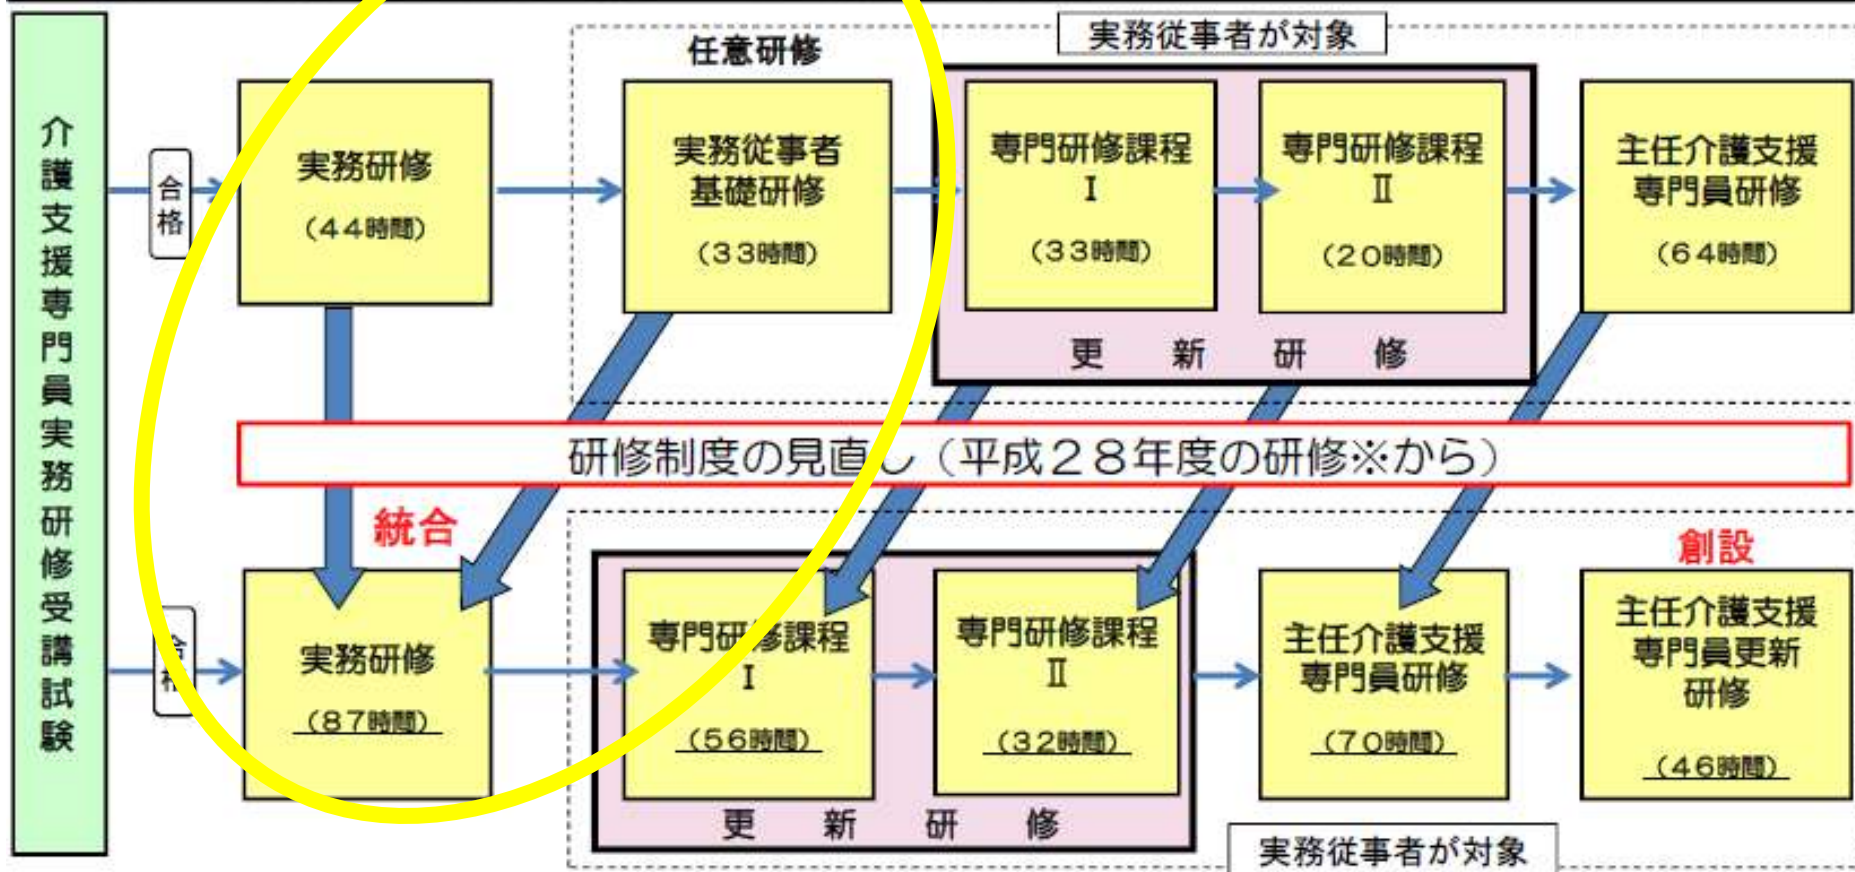 介護支援専門員実務研修受講試験
合格
実務研修
(44時間)
任意研修
実務従事者
基礎研修
(33時間)
実務従事者が対象
専門研修課程
Ⅰ
(33時間)
専門研修課程
Ⅱ
(20時間)
更新研修
主任介護支援
専門員研修
(64時間)
研修制度の見直し（平成28年度の研修※から）
統合
創設
合格
実務研修
(87時間)
専門研修課程
Ⅰ
(56時間)
専門研修課程
Ⅱ
(32時間)
更新研修
主任介護支援
専門員研修
(70時間)
主任介護支援
専門員更新
研修
(46時間)
実務従事者が対象